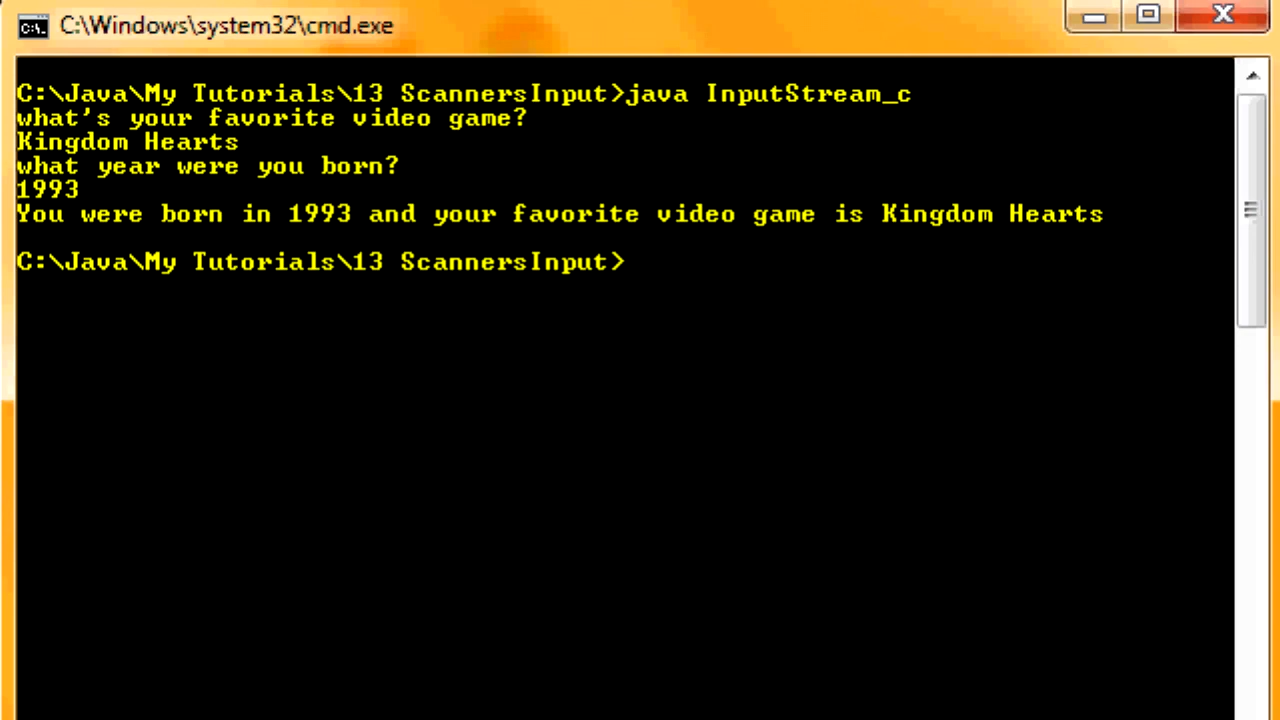 C:\Windows\system32\cmd.exe
C:\Java\My Tutorials\13 ScannersInput>java InputStream_c
what's your favorite video game?
Kingdom Hearts
what year were you born?
1993
You were born in 1993 and your favorite video game is Kingdom Hearts
C:\Java\My Tutorials\13 ScannersInput>